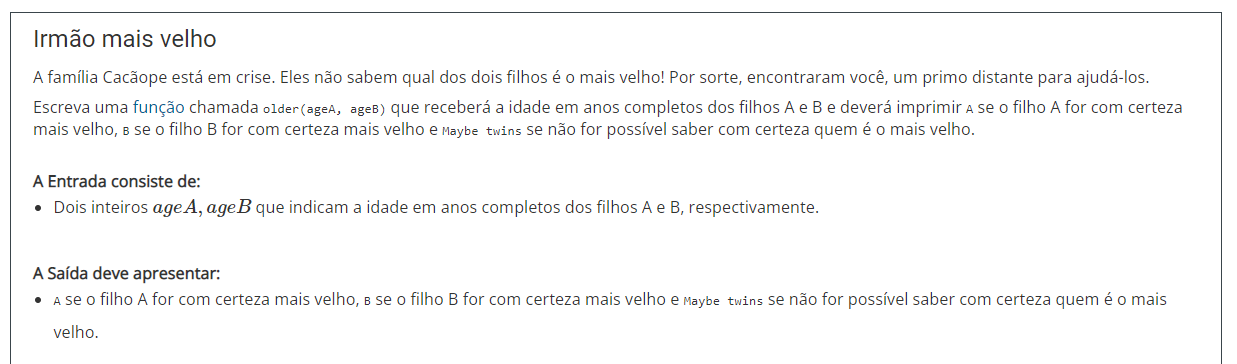 Irmão mais velho
A família Cacãope está em crise. Eles não sabem qual dos dois filhos é o mais velho! Por sorte, encontraram você, um primo distante para ajudá-los.
Escreva uma função chamada older(ageA, ageB) que receberá a idade em anos completos dos filhos A e B e deverá imprimir A se o filho A for com certeza
mais velho, B se o filho B for com certeza mais velho e Maybe twins se não for possível saber com certeza quem é o mais velho.
A Entrada consiste de:
• Dois inteiros ageA, ageB que indicam a idade em anos completos dos filhos A e B, respectivamente.
A Saída deve apresentar:
• A se o filho A for com certeza mais velho, B se o filho B for com certeza mais velho e Maybe twins se não for possível saber com certeza quem é o mais
velho.